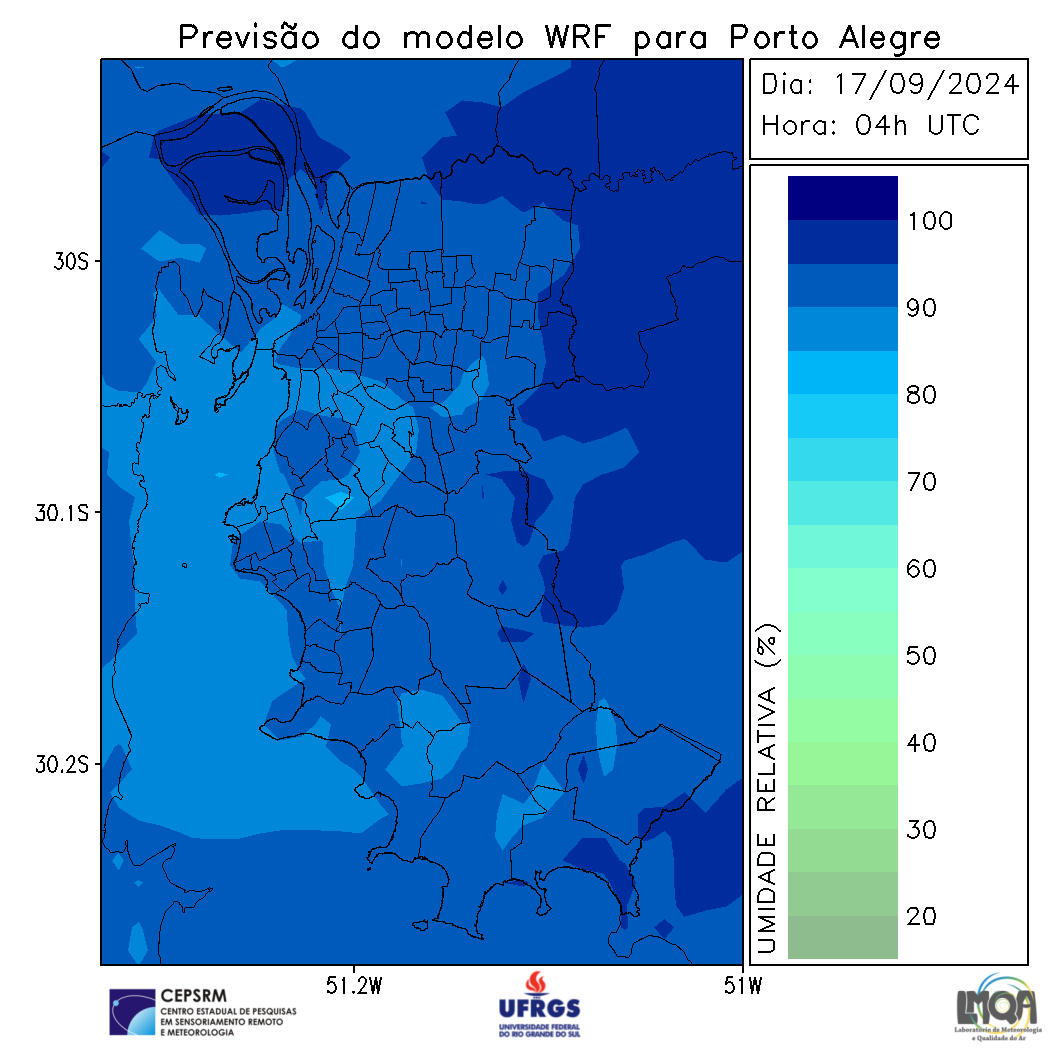 Previsão do modelo WRF para Porto Alegre
Dia: 17/09/2024
Hora: 04h UTC
30S
30.1S
30.2S
51.2W
51W
UMIDADE RELATIVA (%)
100
90
80
70
60
50
40
30
20
CEPSRM
CENTRO ESTADUAL DE PESQUISAS
EM SENSORIAMENTO REMOTO
E METEOROLOGIA
UFRGS
UNIVERSIDADE FEDERAL
DO RIO GRANDE DO SUL
LMQA
Laboratório de Meteorologia
e Qualidade do Ar